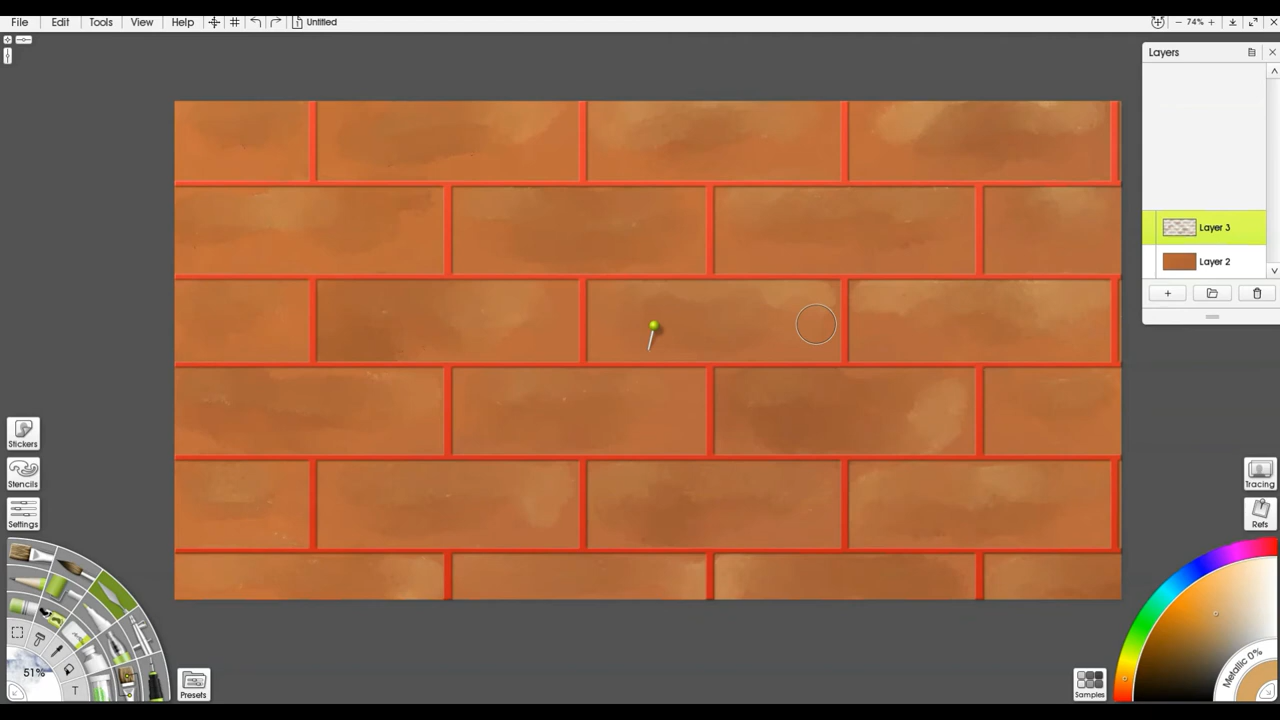 File Edit Tools View Help Untitled 74%
Layers
Layer 3
Layer 2
Stickers
Stencils
Settings
Tracing
Refs
51%
T
Presets
Samples
Metallic 0%